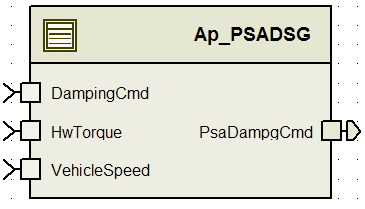 Ap_PSADSG
DampingCmd
HwTorque
PsaDampgCmd
VehicleSpeed